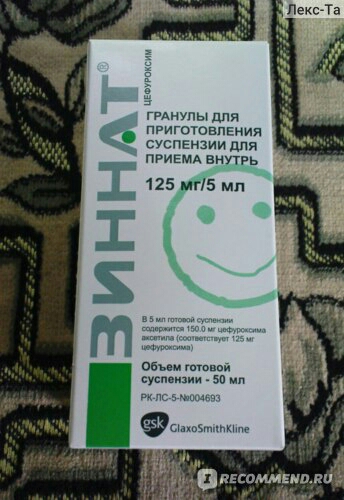 Лекс-Та
ЗИННАТ®
ЦЕФУРОКСИМ
ГРАНУЛЫ ДЛЯ
ПРИГОТОВЛЕНИЯ
СУСПЕНЗИИ ДЛЯ
ПРИЕМА ВНУТРЬ
125 мг/5 мл
В 5 мл готовой суспензии
содержится 150.0 мг цефуроксима
аксетила (соответствует 125 мг
цефуроксима)
Объем готовой
суспензии - 50 мл
РК-ЛС-5-№004693
gsk GlaxoSmithKline
IRECOMMEND.RU